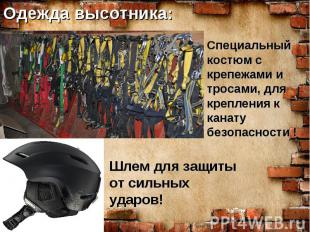 Одежда высотника:
Специальный
костюм с
крепежами и
тросами, для
крепления к
канату
безопасности !
Шлем для защиты
от сильных
ударов!
PPT4WEB.ru